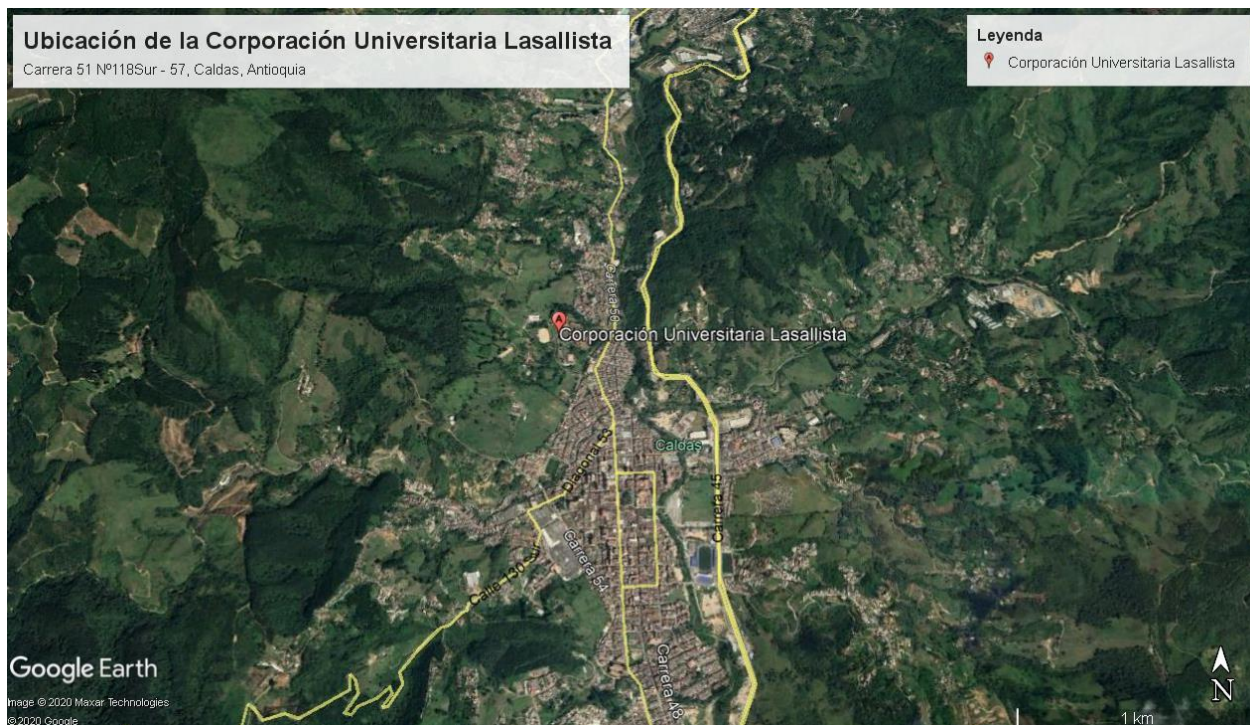 Ubicación de la Corporación Universitaria Lasallista
Carrera 51 Nº118Sur - 57, Caldas, Antioquia
Leyenda
Corporación Universitaria Lasallista
Carrera 50
A
Corporación Universitaria Lasallista
Caldas
Diagonal 53
Carrera 45
Carrera 54
Calle 130 Sur
Carrera 48
Google Earth
Image © 2020 Maxar Technologies
© 2020 Google
N
1 km